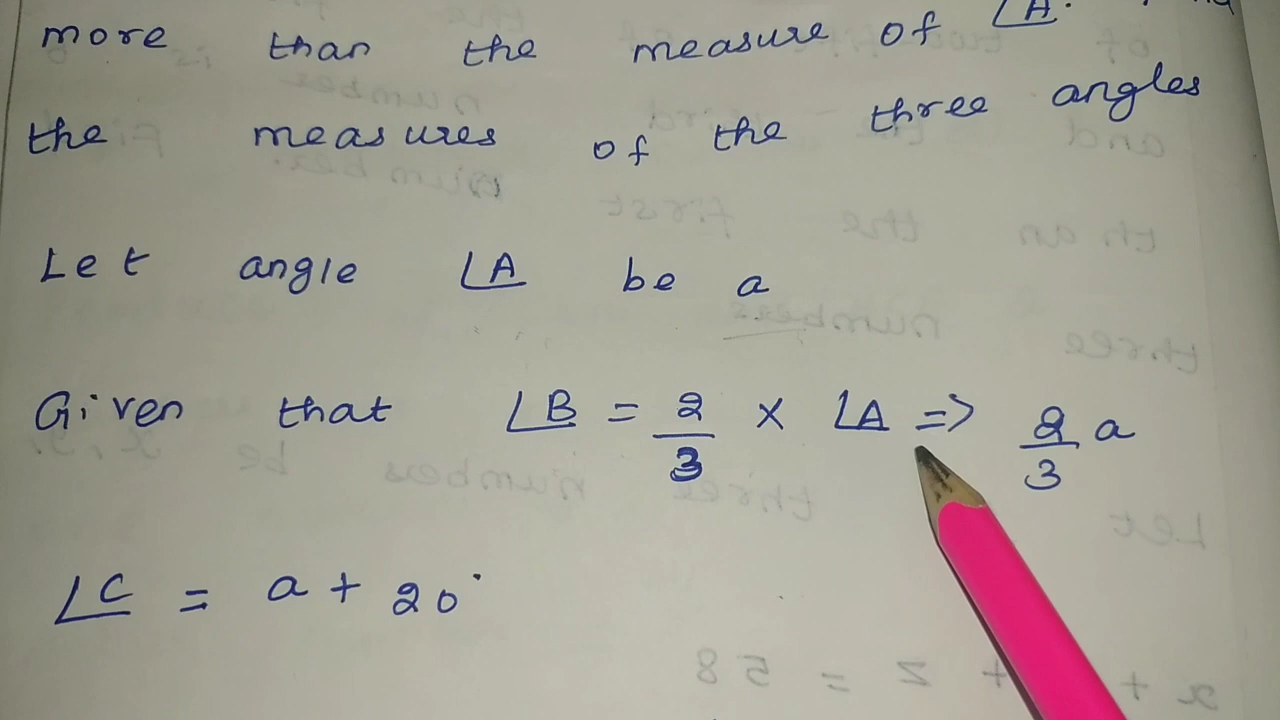 more than the measure of ∠A.
the measures of the three angles
Let angle ∠A be a
Given that ∠B = 2/3 × ∠A => 2/3 a
∠C = a + 20°